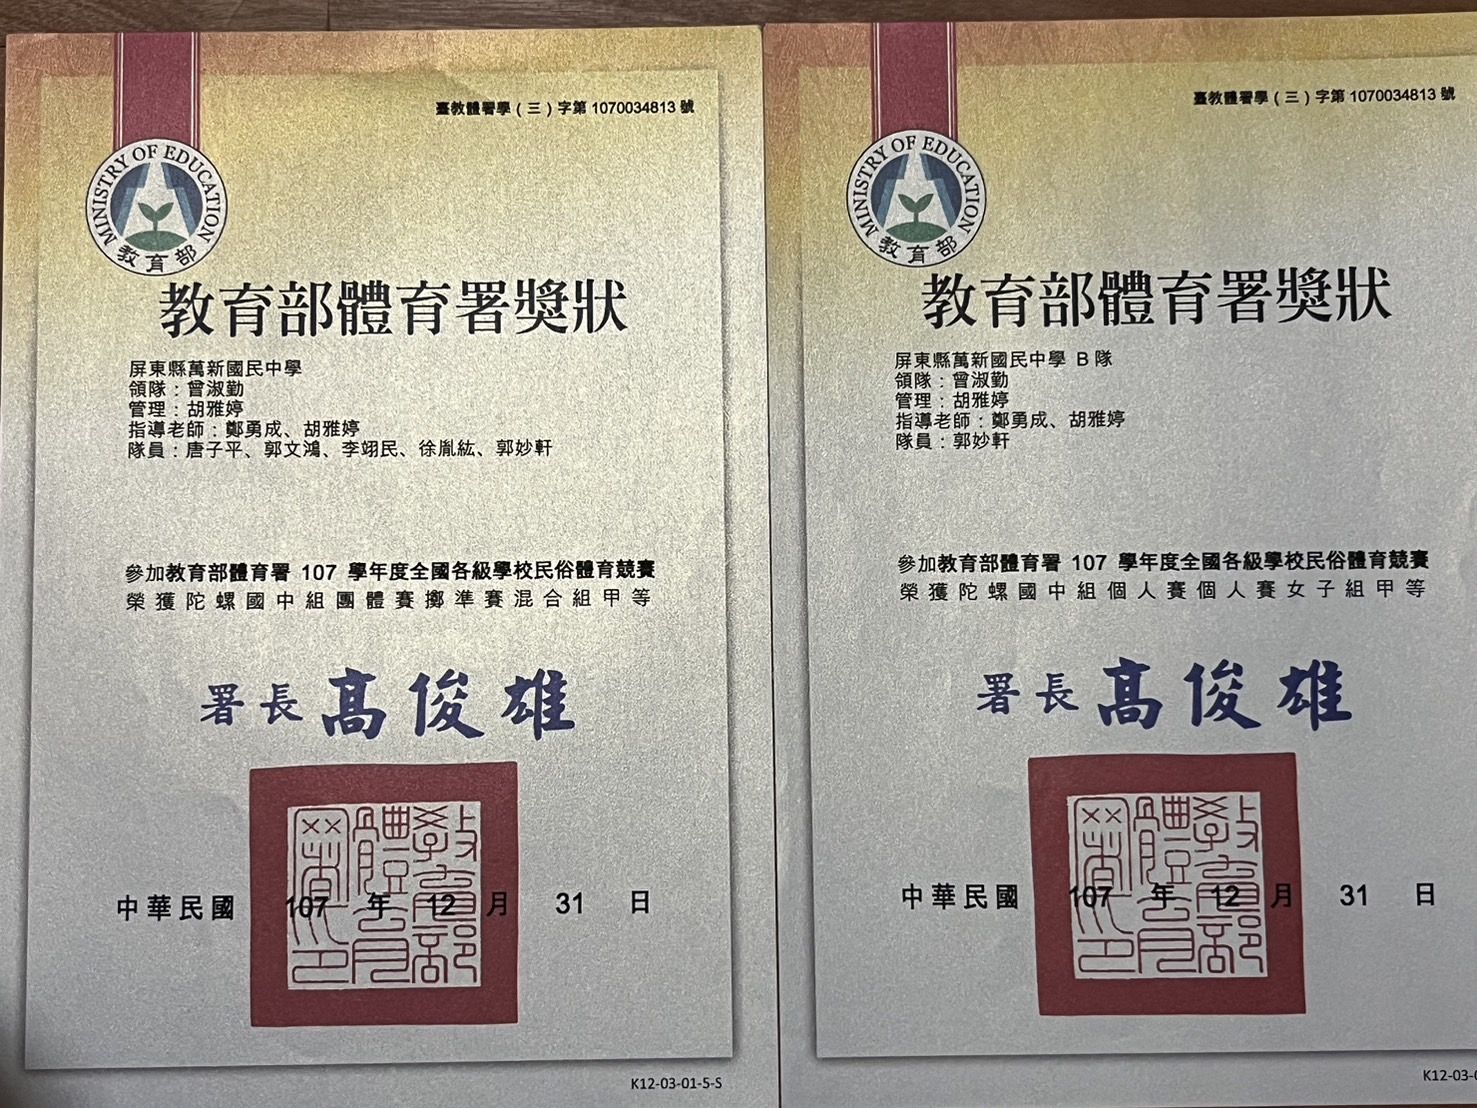 臺教體署學(三)字第 1070034813 號
MINISTRY OF EDUCATION
教育部
教育部體育署獎狀
屏東縣萬新國民中學
領隊：曾淑勤
管理：胡雅婷
指導老師：鄭勇成、胡雅婷
隊員：唐子平、郭文鴻、李翊民、徐胤紘、郭妙軒
參加教育部體育署 107 學年度全國各級學校民俗體育競賽
榮獲陀螺國中組團體賽擲準賽混合組甲等
署長 高俊雄
教育部體育署印
中華民國 107 年 12 月 31 日
K12-03-01-5-S
臺教體署學(三)字第 1070034813 號
MINISTRY OF EDUCATION
教育部
教育部體育署獎狀
屏東縣萬新國民中學 B 隊
領隊：曾淑勤
管理：胡雅婷
指導老師：鄭勇成、胡雅婷
隊員：郭妙軒
參加教育部體育署 107 學年度全國各級學校民俗體育競賽
榮獲陀螺國中組個人賽個人賽女子組甲等
署長 高俊雄
教育部體育署印
中華民國 107 年 12 月 31 日
K12-03-